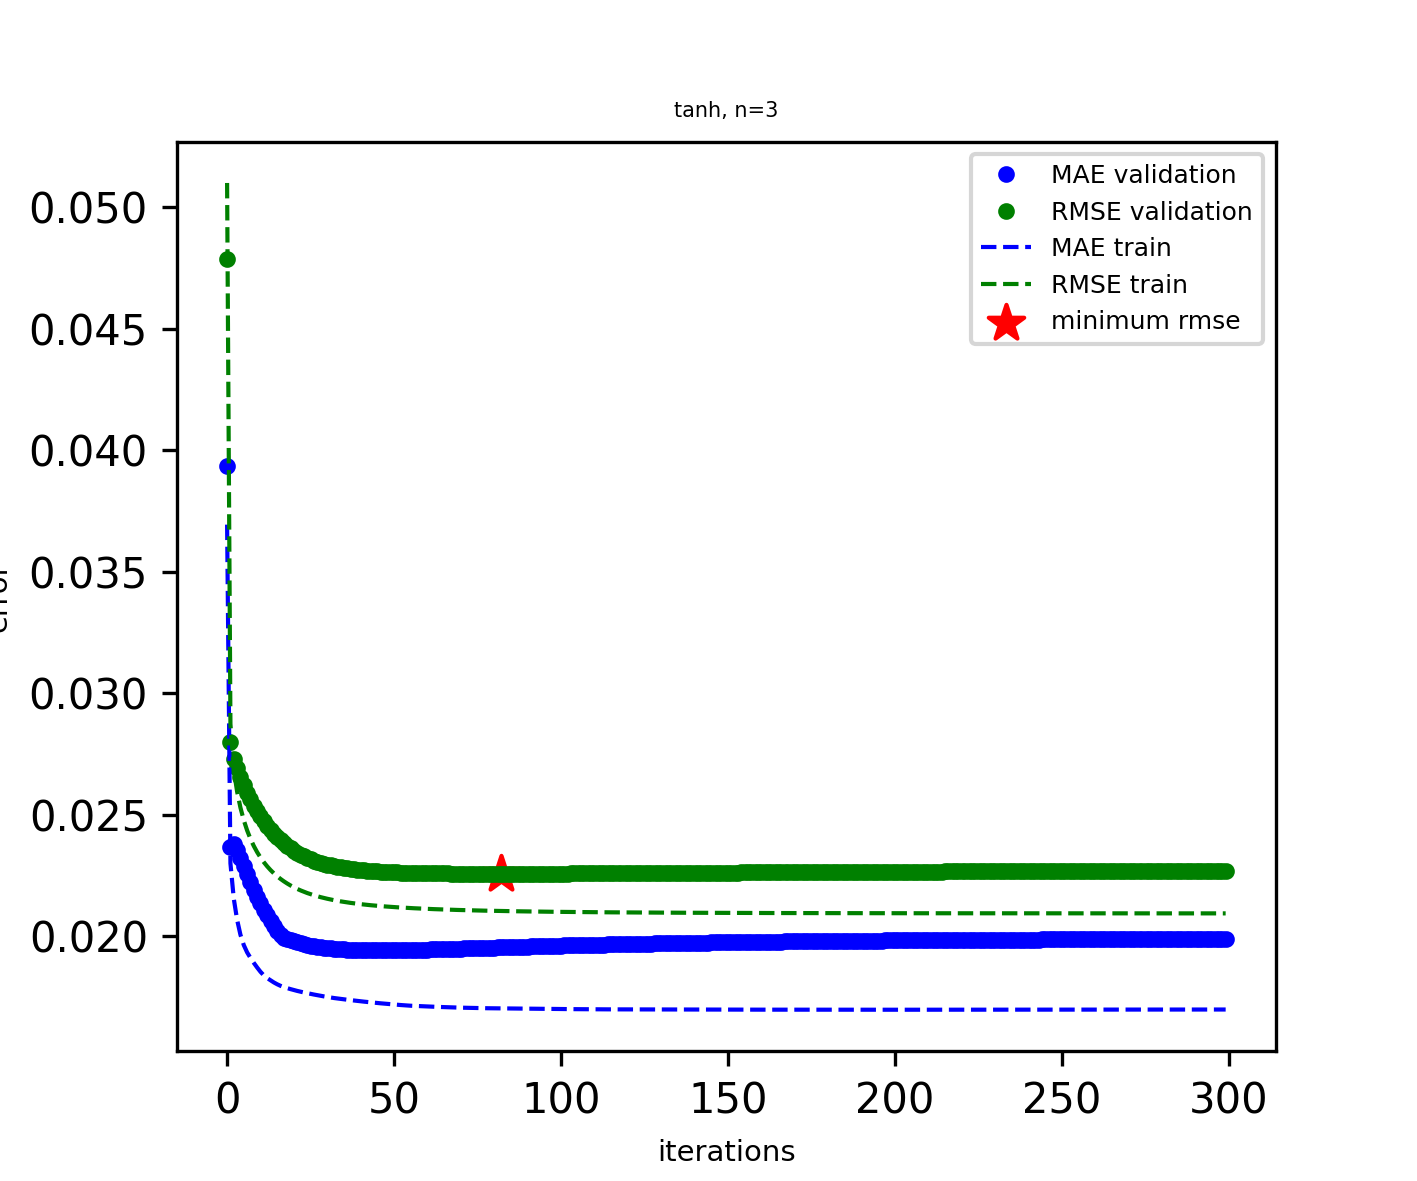 tanh, n=3
MAE validation
RMSE validation
MAE train
RMSE train
minimum rmse
0.050
0.045
0.040
0.035
0.030
0.025
0.020
0 50 100 150 200 250 300
iterations